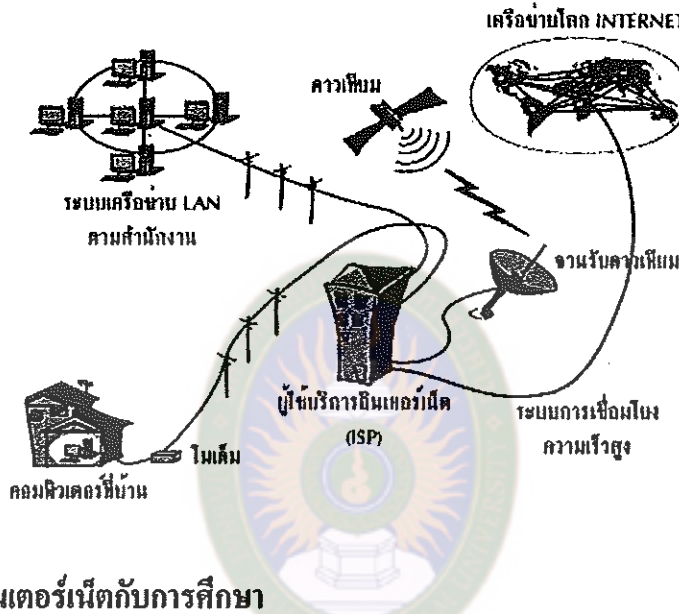 เครือข่ายโลก INTERNET
ดาวเทียม
ระบบเครือข่าย LAN
ตามสำนักงาน
จานรับดาวเทียม
ผู้ใช้บริการอินเทอร์เน็ต
(ISP)
ระบบการเชื่อมโยง
ความเร็วสูง
โมเด็ม
คอมพิวเตอร์ที่บ้าน
นเตอร์เน็ตกับการศึกษา